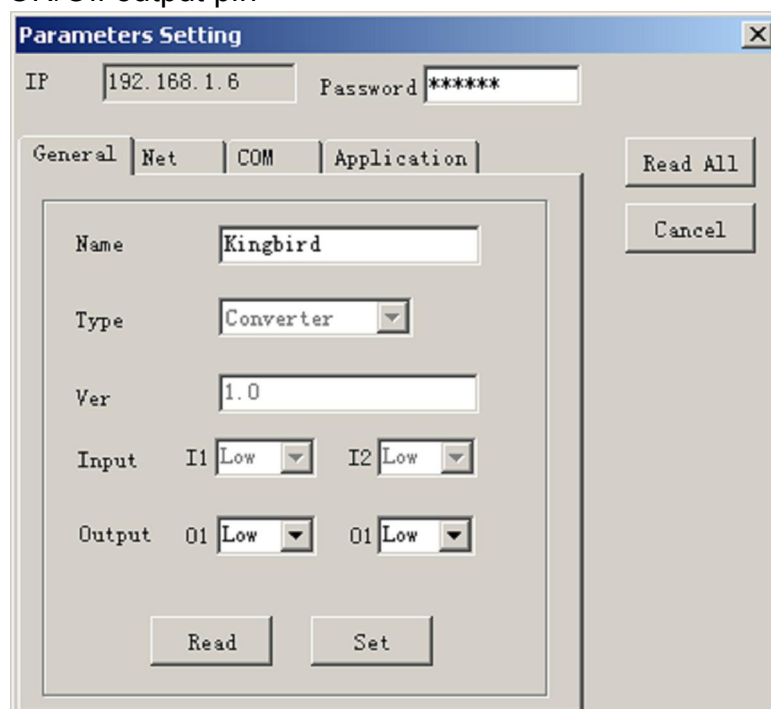 Parameters Setting
IP 192.168.1.6 Password ******
General Net COM Application
Read All
Cancel
Name Kingbird
Type Converter
Ver 1.0
Input I1 Low I2 Low
Output O1 Low O1 Low
Read Set